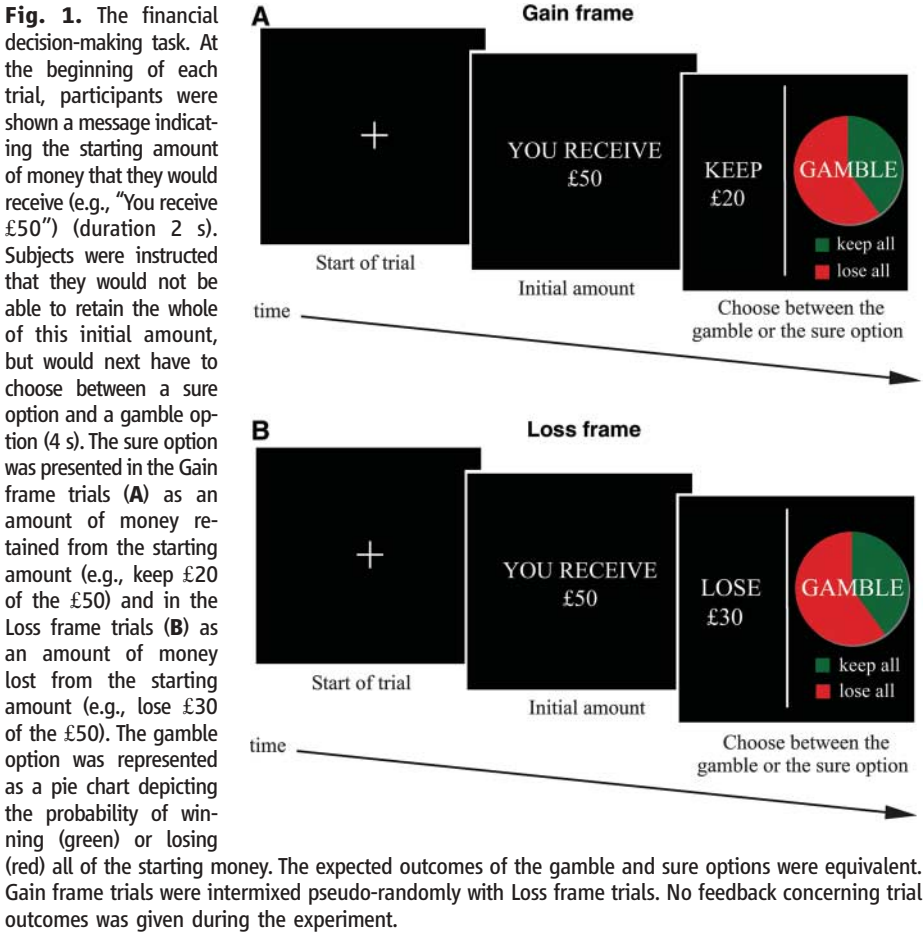 Fig. 1. The financial
decision-making task. At
the beginning of each
trial, participants were
shown a message indicat-
ing the starting amount
of money that they would
receive (e.g., “You receive
£50”) (duration 2 s).
Subjects were instructed
that they would not be
able to retain the whole
of this initial amount,
but would next have to
choose between a sure
option and a gamble op-
tion (4 s). The sure option
was presented in the Gain
frame trials (A) as an
amount of money re-
tained from the starting
amount (e.g., keep £20
of the £50) and in the
Loss frame trials (B) as
an amount of money
lost from the starting
amount (e.g., lose £30
of the £50). The gamble
option was represented
as a pie chart depicting
the probability of win-
ning (green) or losing
(red) all of the starting money. The expected outcomes of the gamble and sure options were equivalent.
Gain frame trials were intermixed pseudo-randomly with Loss frame trials. No feedback concerning trial
outcomes was given during the experiment.
A
Gain frame
YOU RECEIVE
£50
KEEP
£20
GAMBLE
keep all
lose all
Start of trial
Initial amount
Choose between the
gamble or the sure option
time
B
Loss frame
YOU RECEIVE
£50
LOSE
£30
GAMBLE
keep all
lose all
Start of trial
Initial amount
Choose between the
gamble or the sure option
time